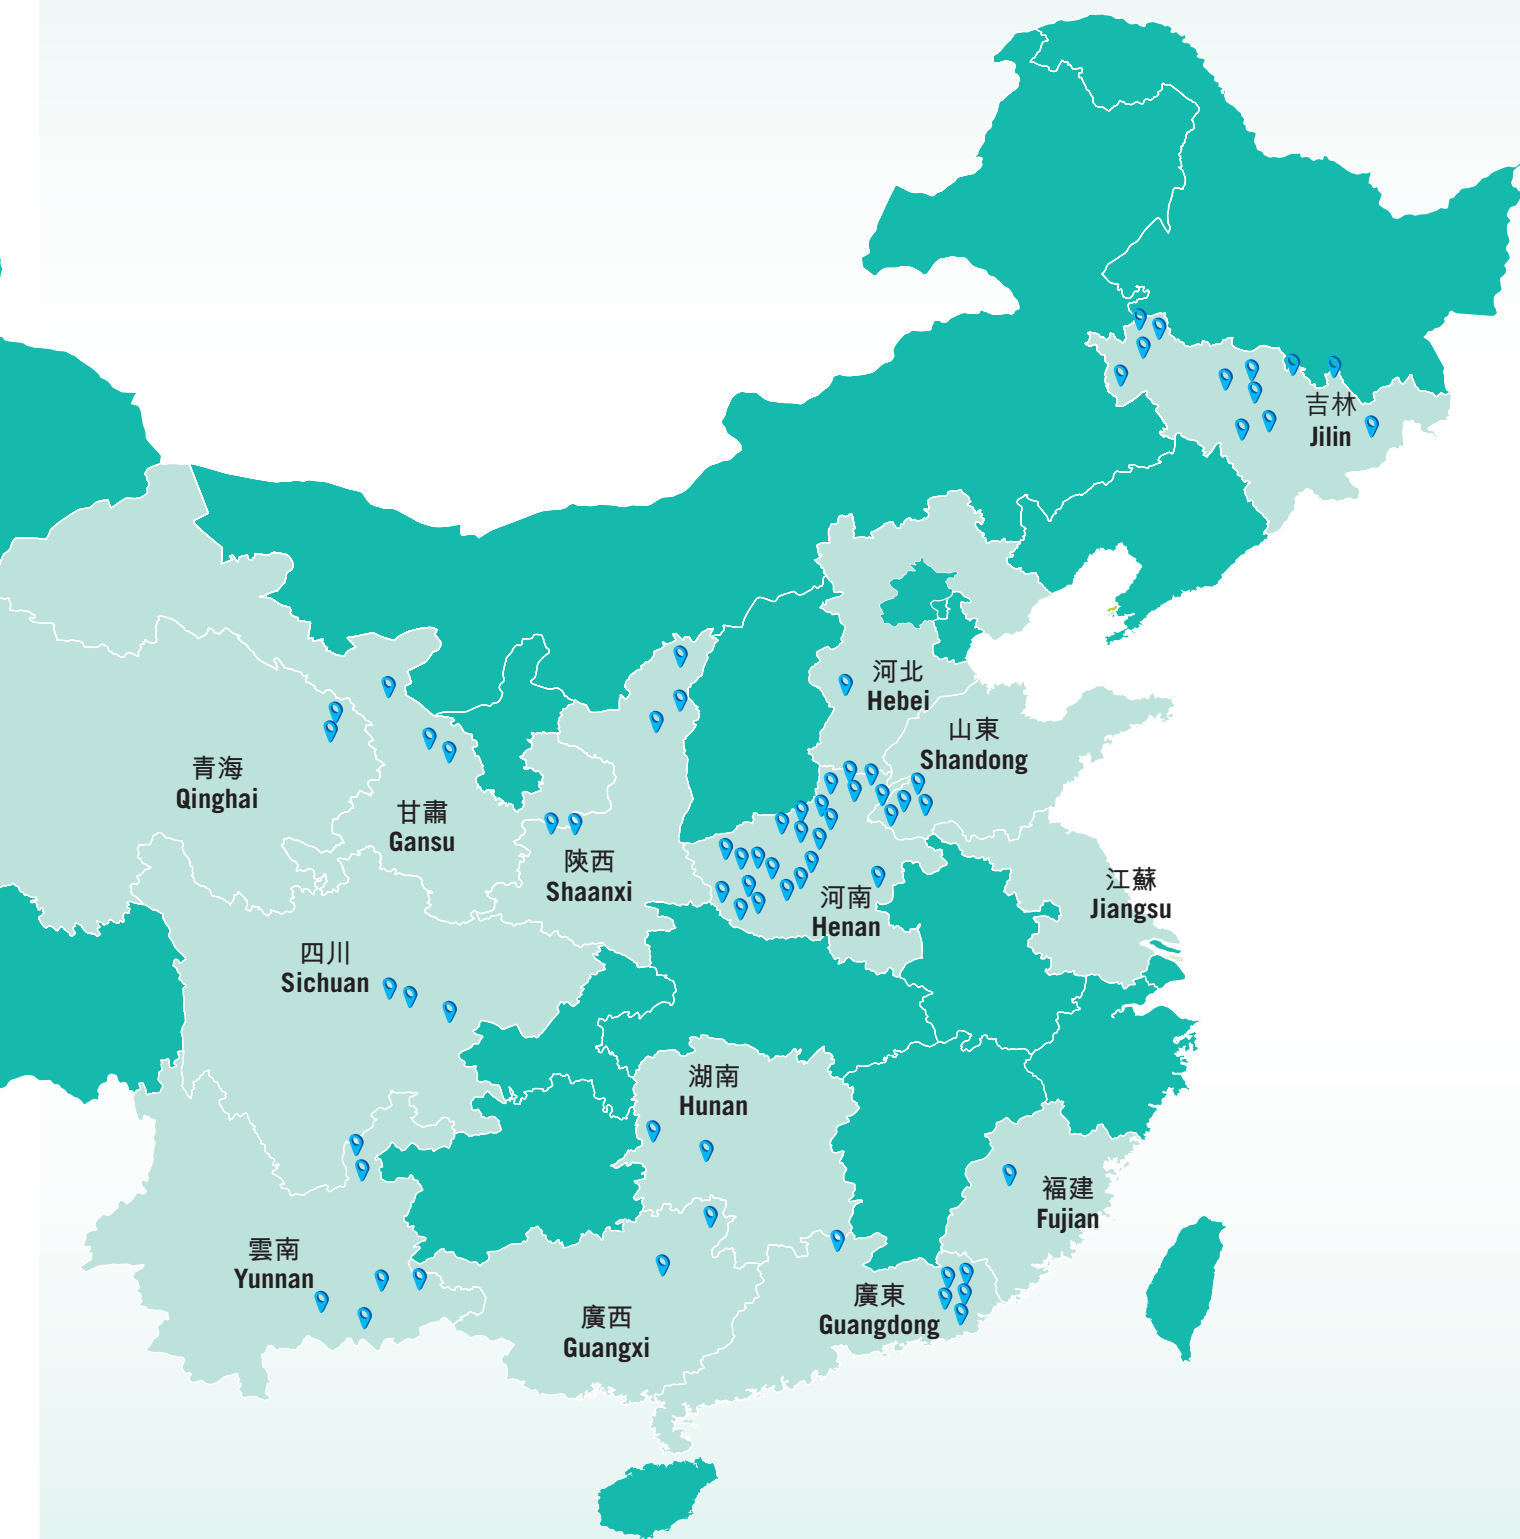 吉林
Jilin
河北
Hebei
山東
Shandong
青海
Qinghai
甘肅
Gansu
陝西
Shaanxi
河南
Henan
江蘇
Jiangsu
四川
Sichuan
湖南
Hunan
福建
Fujian
雲南
Yunnan
廣西
Guangxi
廣東
Guangdong